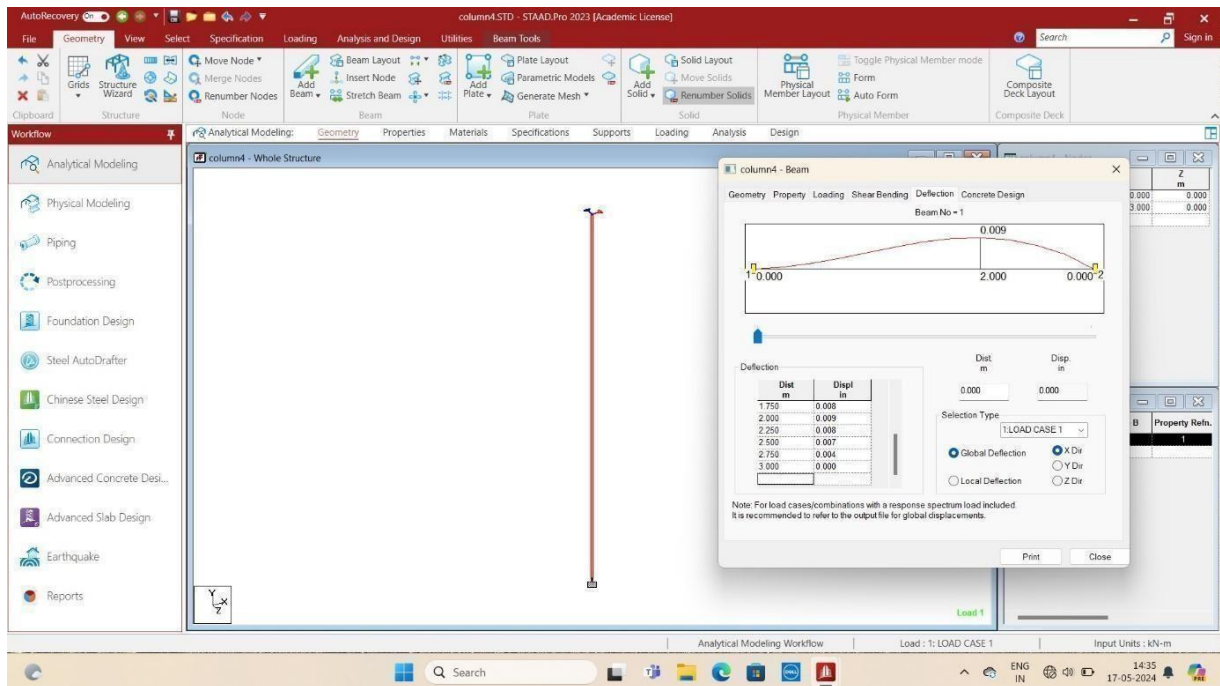 AutoRecovery column4.STD - STAAD.Pro 2023 [Academic License]
File Geometry View Select Specification Loading Analysis and Design Utilities Beam Tools Search Sign in
Move Node Beam Layout Plate Layout Solid Layout Toggle Physical Member mode
Merge Nodes Insert Node Parametric Models Move Solids Form
Renumber Nodes Stretch Beam Generate Mesh Renumber Solids Auto Form
Grids Structure Wizard Add Beam Add Plate Add Solid Physical Member Layout Composite Deck Layout
Clipboard Structure Node Beam Plate Solid Physical Member Composite Deck
Workflow Analytical Modeling: Geometry Properties Materials Specifications Supports Loading Analysis Design
Analytical Modeling
Physical Modeling
Piping
Postprocessing
Foundation Design
Steel AutoDrafter
Chinese Steel Design
Connection Design
Advanced Concrete Desi...
Advanced Slab Design
Earthquake
Reports
column4 - Whole Structure
Y
X
Z
Load 1
column4 - Beam
Geometry Property Loading Shear Bending Deflection Concrete Design
Beam No = 1
0.009
1 0.000 2.000 0.000 2
Deflection
Dist Displ
m in
1.750 0.008
2.000 0.009
2.250 0.008
2.500 0.007
2.750 0.004
3.000 0.000
Dist. Disp.
m in
0.000 0.000
Selection Type
1:LOAD CASE 1
Global Deflection X Dir
Y Dir
Local Deflection Z Dir
Note: For load cases/combinations with a response spectrum load included.
It is recommended to refer to the output file for global displacements.
Print Close
Z
m
0.000 0.000
3.000 0.000
B Property Refn.
1
Analytical Modeling Workflow Load : 1: LOAD CASE 1 Input Units : kN-m
Search
ENG
IN
14:35
17-05-2024